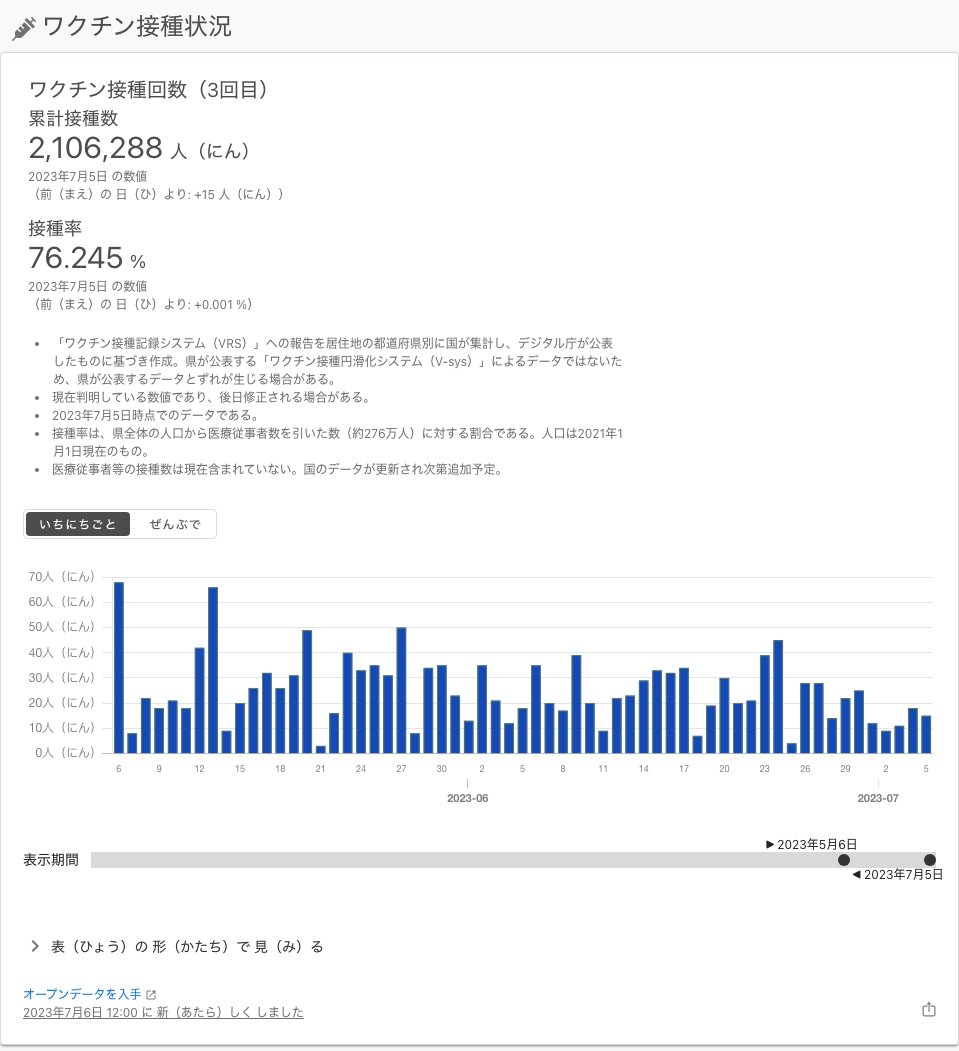 ワクチン接種状況
ワクチン接種回数（3回目）
累計接種数
2,106,288 人（にん）
2023年7月5日 の数値
（前（まえ）の 日（ひ）より: +15 人（にん））
接種率
76.245 %
2023年7月5日 の数値
（前（まえ）の 日（ひ）より: +0.001 %）
• 「ワクチン接種記録システム（VRS）」への報告を居住地の都道府県別に国が集計し、デジタル庁が公表
したものに基づき作成。県が公表する「ワクチン接種円滑化システム（V-sys）」によるデータではないた
め、県が公表するデータとずれが生じる場合がある。
• 現在判明している数値であり、後日修正される場合がある。
• 2023年7月5日時点でのデータである。
• 接種率は、県全体の人口から医療従事者数を引いた数（約276万人）に対する割合である。人口は2021年1
月1日現在のもの。
• 医療従事者等の接種数は現在含まれていない。国のデータが更新され次第追加予定。
いちにちごと ぜんぶで
70人（にん）
60人（にん）
50人（にん）
40人（にん）
30人（にん）
20人（にん）
10人（にん）
0人（にん）
6 9 12 15 18 21 24 27 30 2 5 8 11 14 17 20 23 26 29 2 5
2023-06 2023-07
▶ 2023年5月6日
表示期間
◀ 2023年7月5日
表（ひょう）の 形（かたち）で 見（み）る
オープンデータを入手
2023年7月6日 12:00 に 新（あたら）しく しました